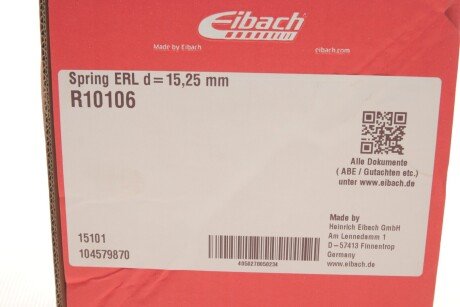 Eibach
Made by Eibach
eibach.com
Spring ERL d=15,25 mm
R10106
Alle Dokumente
( ABE / Gutachten etc.)
unter www.eibach.de
Made by
Heinrich Eibach GmbH
Am Lennedamm 1
D-57413 Finnentrop
Germany
www.eibach.de
15101
104579870
4056278050234